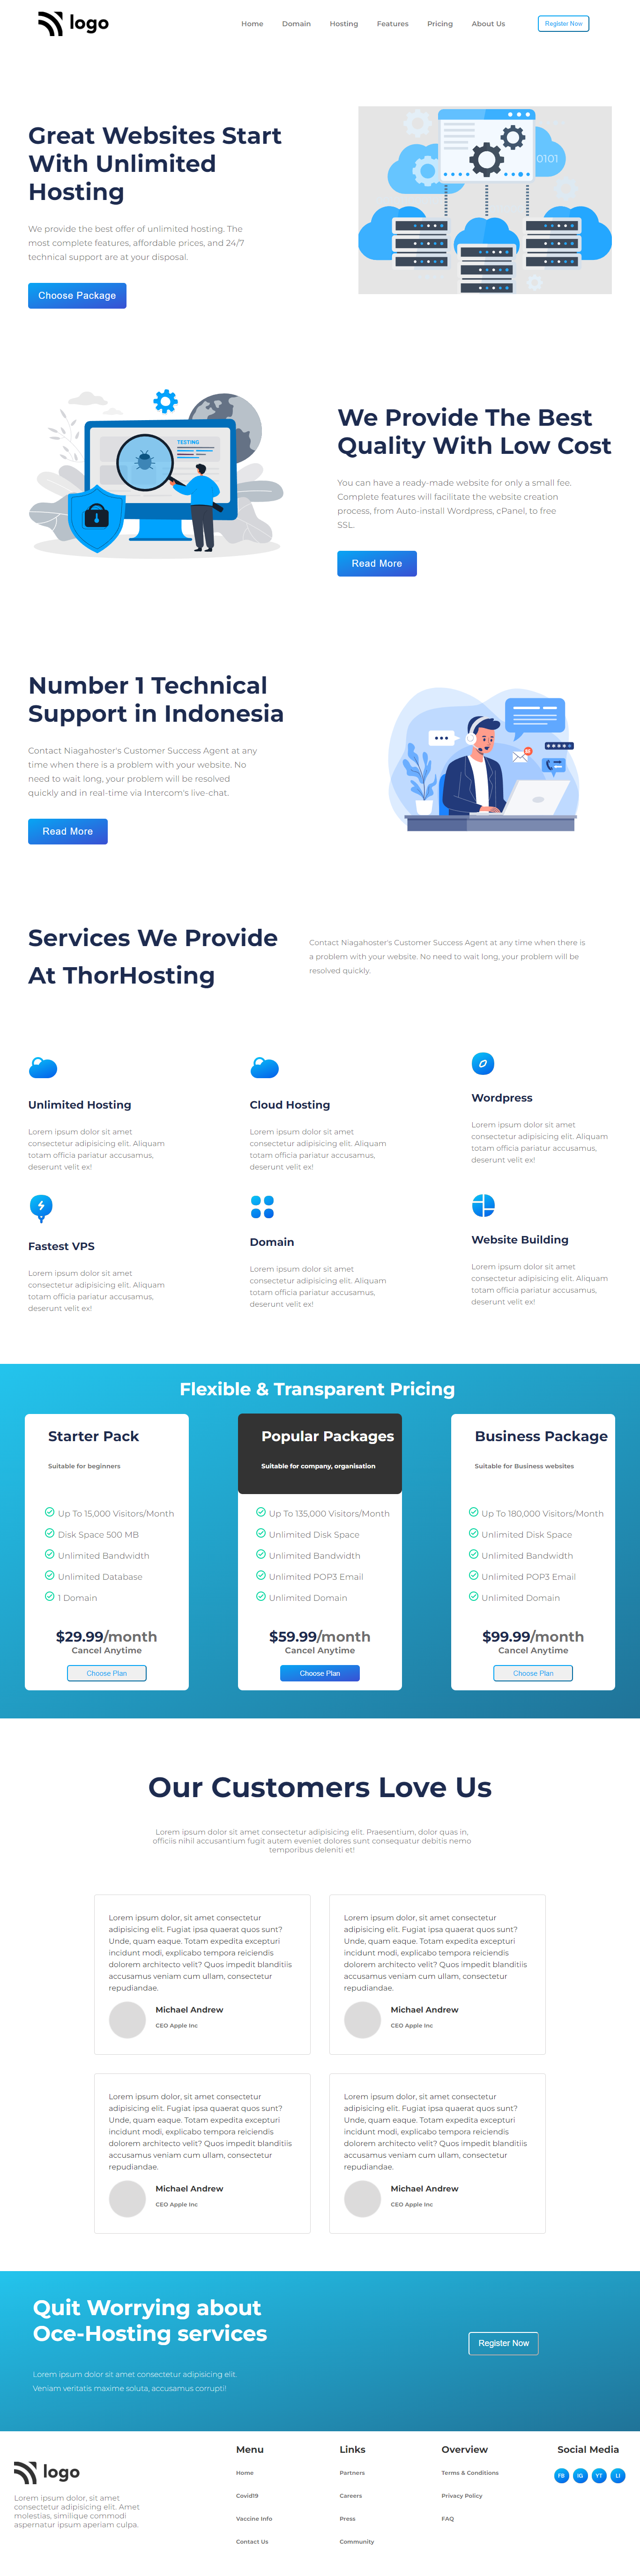 logo
Home Domain Hosting Features Pricing About Us Register Now
Great Websites Start
With Unlimited
Hosting
We provide the best offer of unlimited hosting. The
most complete features, affordable prices, and 24/7
technical support are at your disposal.
Choose Package
0101
TESTING
We Provide The Best
Quality With Low Cost
You can have a ready-made website for only a small fee.
Complete features will facilitate the website creation
process, from Auto-install Wordpress, cPanel, to free
SSL.
Read More
Number 1 Technical
Support in Indonesia
Contact Niagahoster's Customer Success Agent at any
time when there is a problem with your website. No
need to wait long, your problem will be resolved
quickly and in real-time via Intercom's live-chat.
Read More
Services We Provide
At ThorHosting
Contact Niagahoster's Customer Success Agent at any time when there is
a problem with your website. No need to wait long, your problem will be
resolved quickly.
Unlimited Hosting
Lorem ipsum dolor sit amet
consectetur adipisicing elit. Aliquam
totam officia pariatur accusamus,
deserunt velit ex!
Cloud Hosting
Lorem ipsum dolor sit amet
consectetur adipisicing elit. Aliquam
totam officia pariatur accusamus,
deserunt velit ex!
Wordpress
Lorem ipsum dolor sit amet
consectetur adipisicing elit. Aliquam
totam officia pariatur accusamus,
deserunt velit ex!
Fastest VPS
Lorem ipsum dolor sit amet
consectetur adipisicing elit. Aliquam
totam officia pariatur accusamus,
deserunt velit ex!
Domain
Lorem ipsum dolor sit amet
consectetur adipisicing elit. Aliquam
totam officia pariatur accusamus,
deserunt velit ex!
Website Building
Lorem ipsum dolor sit amet
consectetur adipisicing elit. Aliquam
totam officia pariatur accusamus,
deserunt velit ex!
Flexible & Transparent Pricing
Starter Pack
Suitable for beginners
Up To 15,000 Visitors/Month
Disk Space 500 MB
Unlimited Bandwidth
Unlimited Database
1 Domain
$29.99/month
Cancel Anytime
Choose Plan
Popular Packages
Suitable for company, organisation
Up To 135,000 Visitors/Month
Unlimited Disk Space
Unlimited Bandwidth
Unlimited POP3 Email
Unlimited Domain
$59.99/month
Cancel Anytime
Choose Plan
Business Package
Suitable for Business websites
Up To 180,000 Visitors/Month
Unlimited Disk Space
Unlimited Bandwidth
Unlimited POP3 Email
Unlimited Domain
$99.99/month
Cancel Anytime
Choose Plan
Our Customers Love Us
Lorem ipsum dolor sit amet consectetur adipisicing elit. Praesentium, dolor quas in,
officiis nihil accusantium fugit autem eveniet dolores sunt consequatur debitis nemo
temporibus deleniti et!
Lorem ipsum dolor, sit amet consectetur
adipisicing elit. Fugiat ipsa quaerat quos sunt?
Unde, quam eaque. Totam expedita excepturi
incidunt modi, explicabo tempora reiciendis
dolorem architecto velit? Quos impedit blanditiis
accusamus veniam cum ullam, consectetur
repudiandae.
Michael Andrew
CEO Apple Inc
Lorem ipsum dolor, sit amet consectetur
adipisicing elit. Fugiat ipsa quaerat quos sunt?
Unde, quam eaque. Totam expedita excepturi
incidunt modi, explicabo tempora reiciendis
dolorem architecto velit? Quos impedit blanditiis
accusamus veniam cum ullam, consectetur
repudiandae.
Michael Andrew
CEO Apple Inc
Lorem ipsum dolor, sit amet consectetur
adipisicing elit. Fugiat ipsa quaerat quos sunt?
Unde, quam eaque. Totam expedita excepturi
incidunt modi, explicabo tempora reiciendis
dolorem architecto velit? Quos impedit blanditiis
accusamus veniam cum ullam, consectetur
repudiandae.
Michael Andrew
CEO Apple Inc
Lorem ipsum dolor, sit amet consectetur
adipisicing elit. Fugiat ipsa quaerat quos sunt?
Unde, quam eaque. Totam expedita excepturi
incidunt modi, explicabo tempora reiciendis
dolorem architecto velit? Quos impedit blanditiis
accusamus veniam cum ullam, consectetur
repudiandae.
Michael Andrew
CEO Apple Inc
Quit Worrying about
Oce-Hosting services
Lorem ipsum dolor sit amet consectetur adipisicing elit.
Veniam veritatis maxime soluta, accusamus corrupti!
Register Now
logo
Lorem ipsum dolor sit amet
consectetur adipisicing elit. Amet
molestias, similique commodi
aspernatur ipsum aperiam culpa.
Menu
Home
Covid19
Vaccine Info
Contact Us
Links
Partners
Careers
Press
Community
Overview
Terms & Conditions
Privacy Policy
FAQ
Social Media
FB IG YT LI